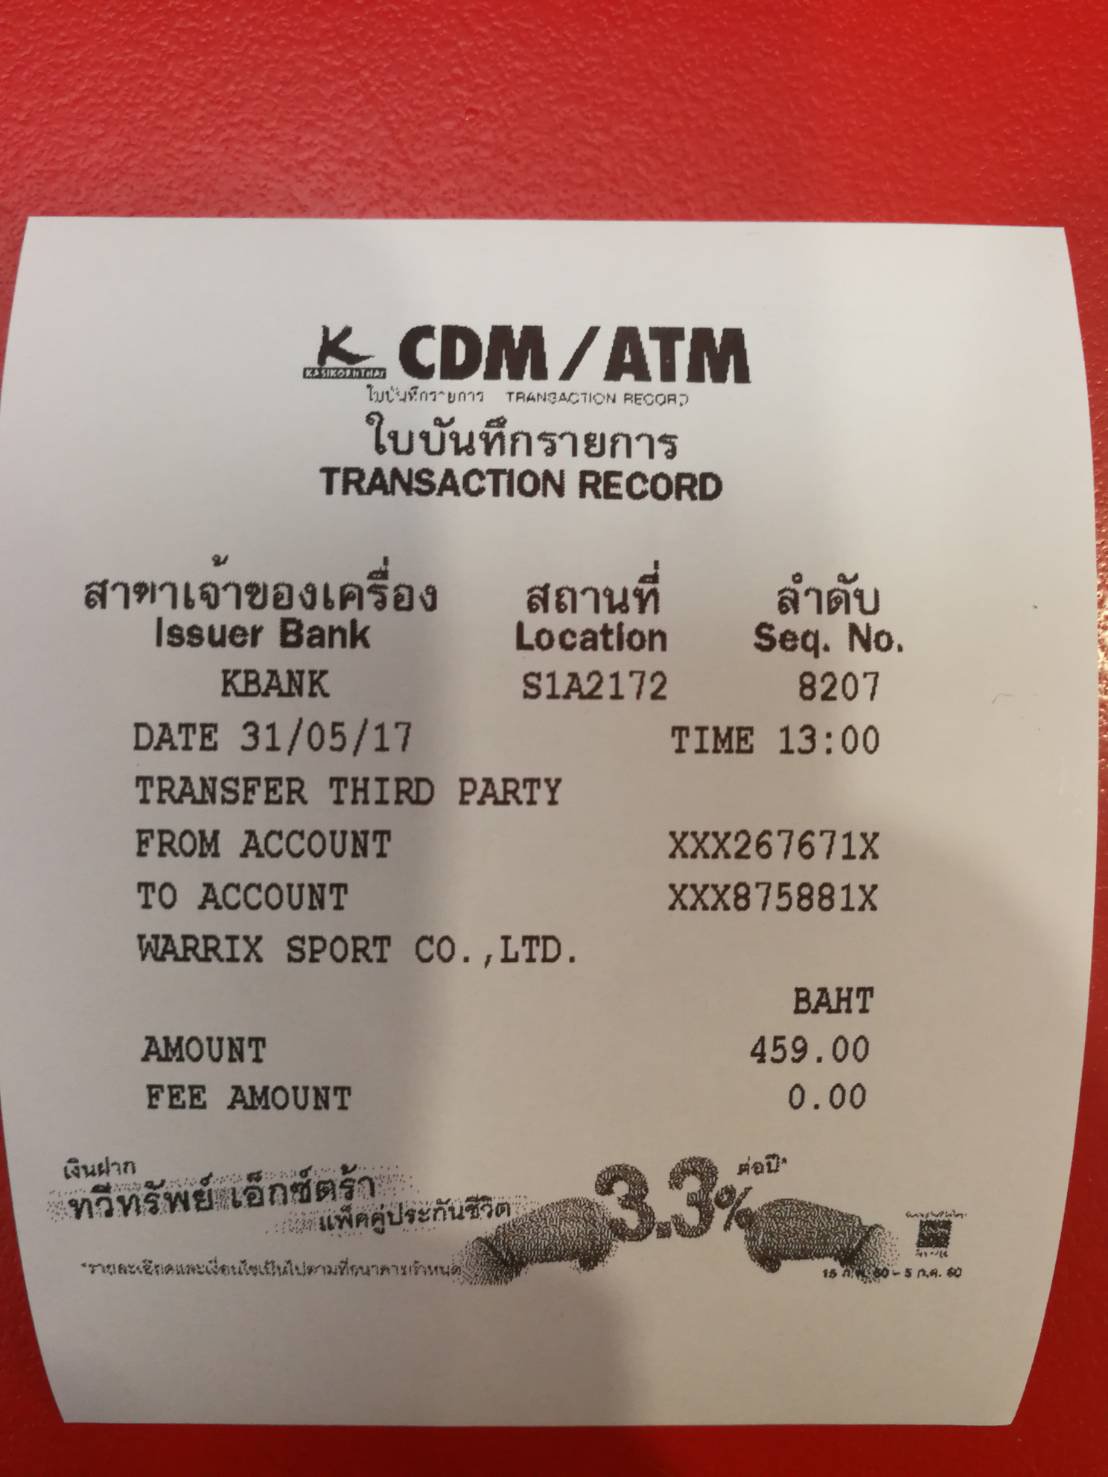 K CDM/ATM
KASIKORNTHAI
ใบบันทึกรายการ TRANSACTION RECORD
ใบบันทึกรายการ
TRANSACTION RECORD
สาขาเจ้าของเครื่อง สถานที่ ลำดับ
Issuer Bank Location Seq. No.
KBANK S1A2172 8207
DATE 31/05/17 TIME 13:00
TRANSFER THIRD PARTY
FROM ACCOUNT XXX267671X
TO ACCOUNT XXX875881X
WARRIX SPORT CO.,LTD.
BAHT
AMOUNT 459.00
FEE AMOUNT 0.00
เงินฝาก
ทวีทรัพย์ เอ็กซ์ตร้า
แพ็คคู่ประกันชีวิต
3.3% ต่อปี*
*รายละเอียดและเงื่อนไขเป็นไปตามที่ธนาคารกำหนด
60 - 5 ก.ค. 60